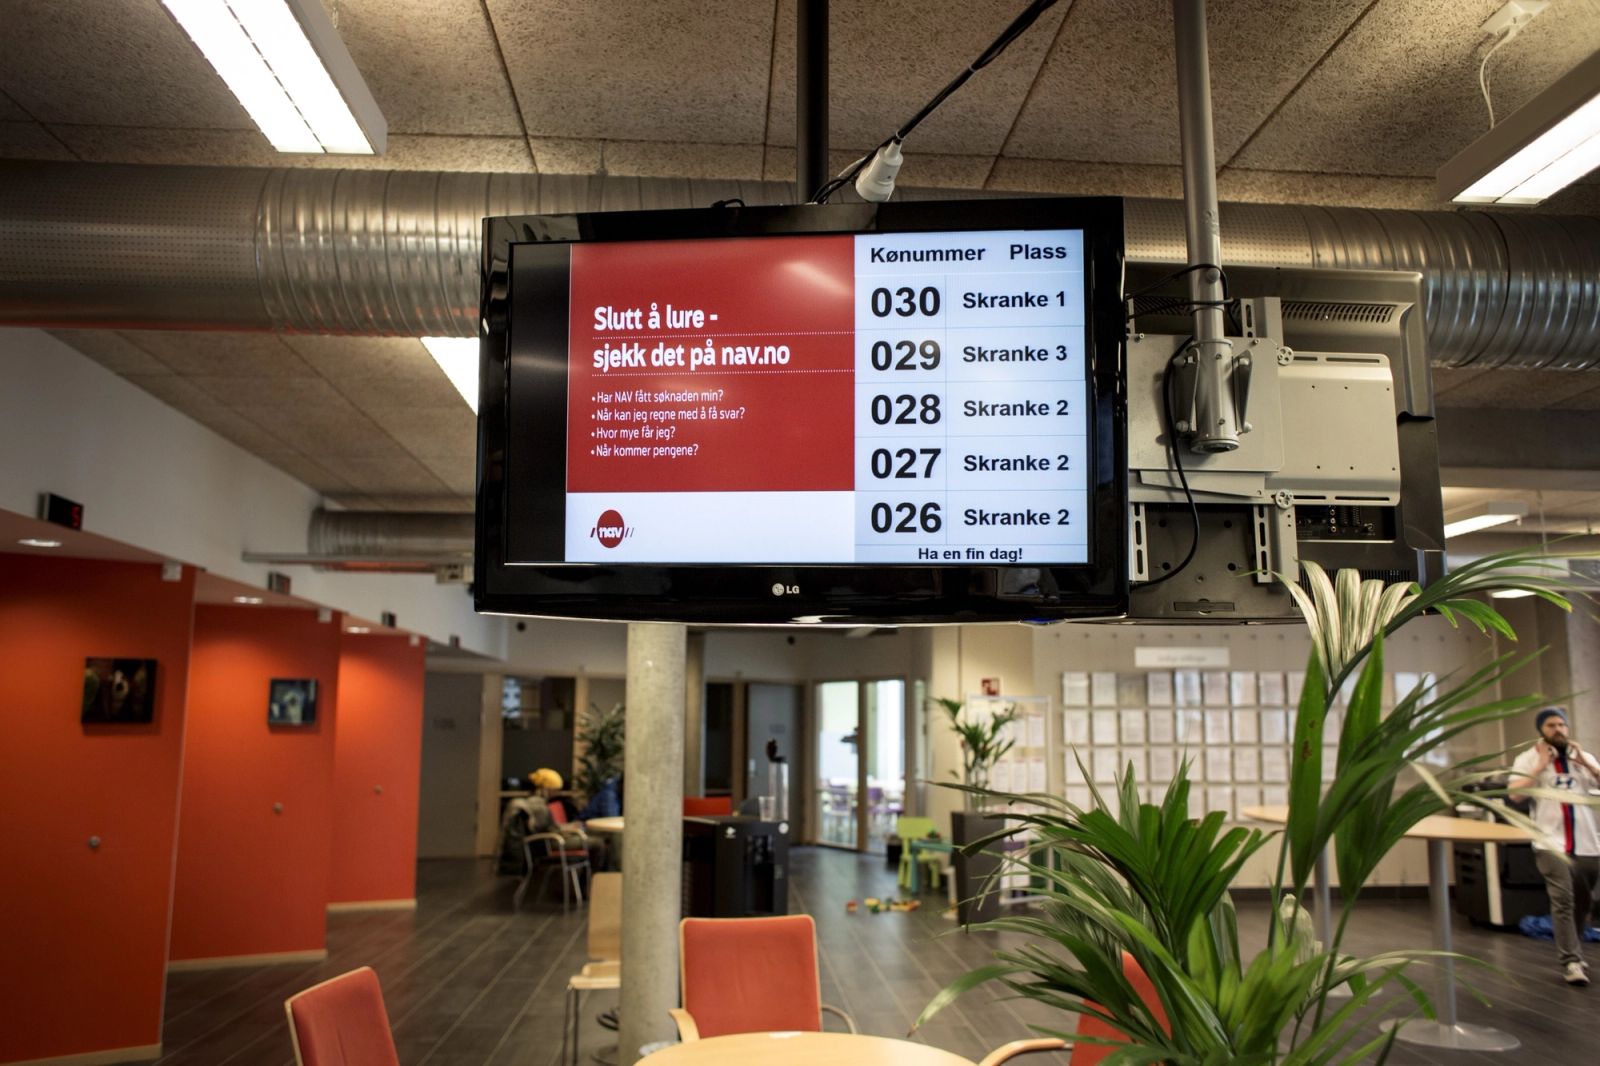 Slutt å lure -
sjekk det på nav.no
• Har NAV fått søknaden min?
• Når kan jeg regne med å få svar?
• Hvor mye får jeg?
• Når kommer pengene?
nav
Kønummer Plass
030 Skranke 1
029 Skranke 3
028 Skranke 2
027 Skranke 2
026 Skranke 2
Ha en fin dag!
LG
5